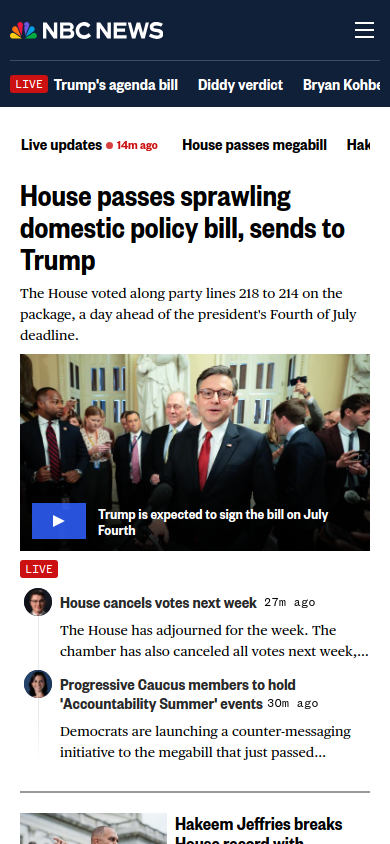 NBC NEWS
LIVE Trump's agenda bill Diddy verdict Bryan Kohbe
Live updates 14m ago House passes megabill Hak
House passes sprawling
domestic policy bill, sends to
Trump
The House voted along party lines 218 to 214 on the
package, a day ahead of the president's Fourth of July
deadline.
Trump is expected to sign the bill on July
Fourth
LIVE
House cancels votes next week 27m ago
The House has adjourned for the week. The
chamber has also canceled all votes next week,...
Progressive Caucus members to hold
'Accountability Summer' events 30m ago
Democrats are launching a counter-messaging
initiative to the megabill that just passed...
Hakeem Jeffries breaks
House record with